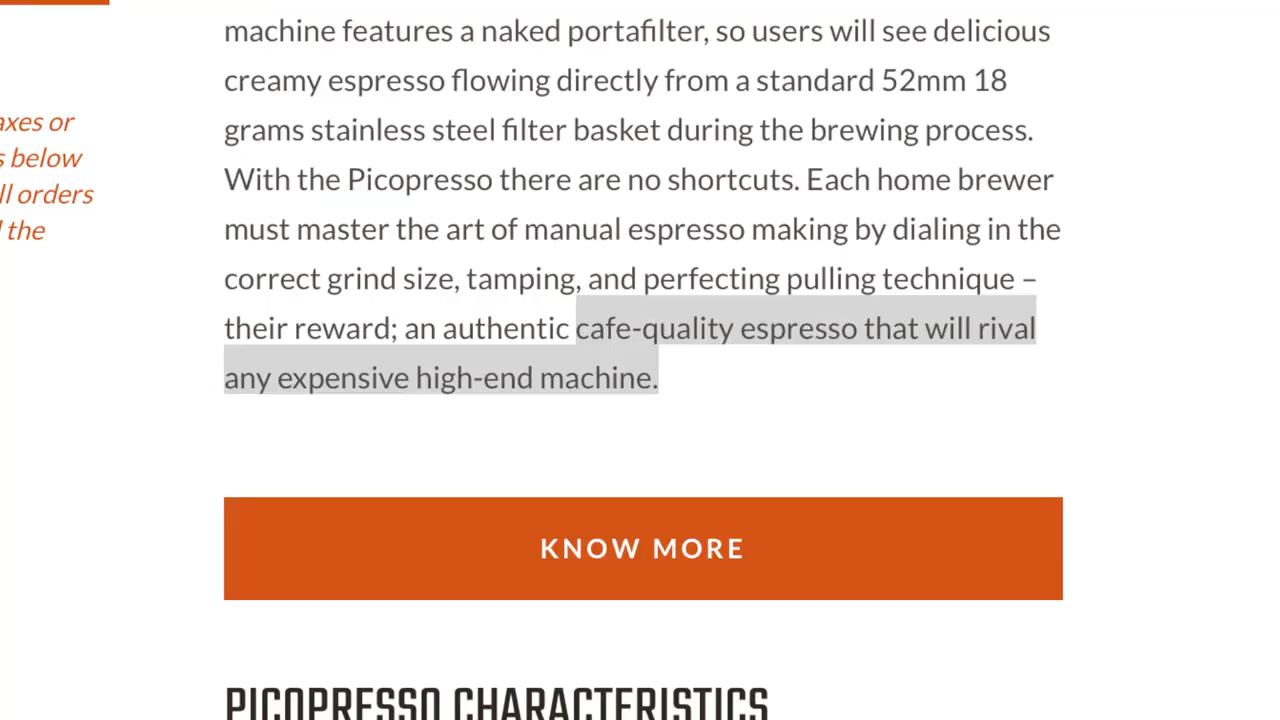 machine features a naked portafilter, so users will see delicious
creamy espresso flowing directly from a standard 52mm 18
grams stainless steel filter basket during the brewing process.
With the Picopresso there are no shortcuts. Each home brewer
must master the art of manual espresso making by dialing in the
correct grind size, tamping, and perfecting pulling technique –
their reward; an authentic cafe-quality espresso that will rival
any expensive high-end machine.
or
below
orders
the
KNOW MORE
PICOPRESSO CHARACTERISTICS